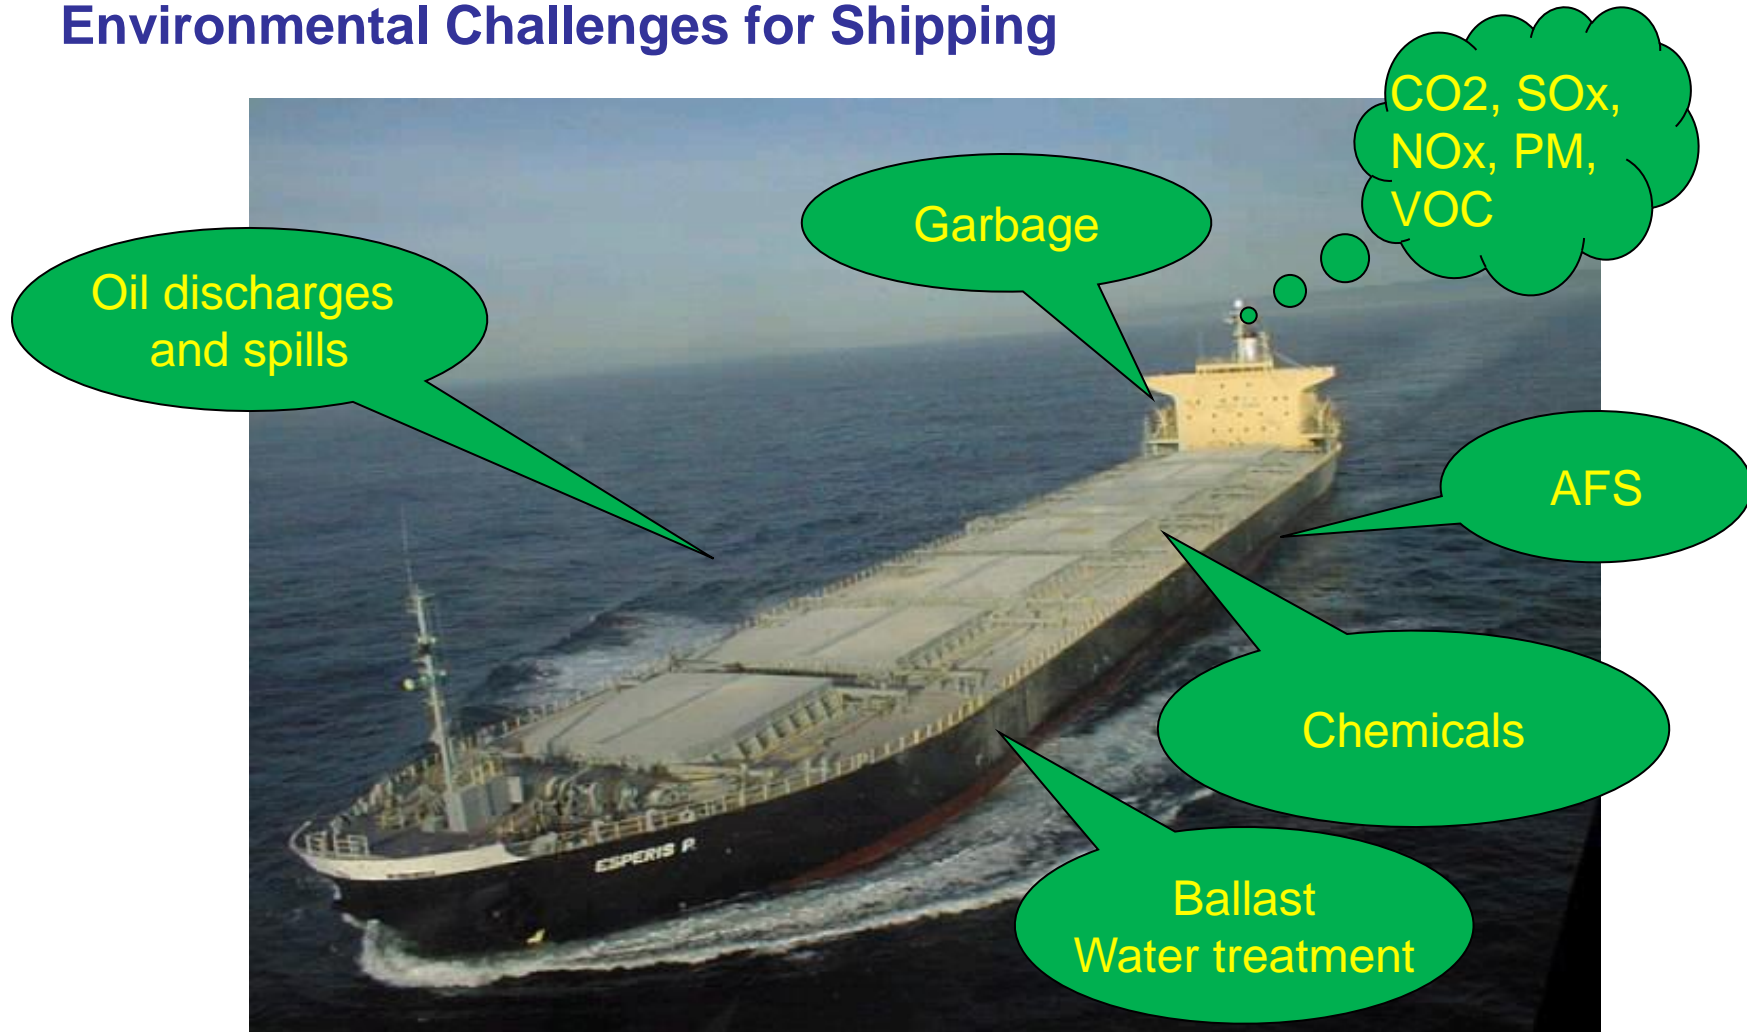 Environmental Challenges for Shipping
CO2, SOx,
NOx, PM,
VOC
Garbage
Oil discharges
and spills
AFS
Chemicals
ESPERIS P.
Ballast
Water treatment